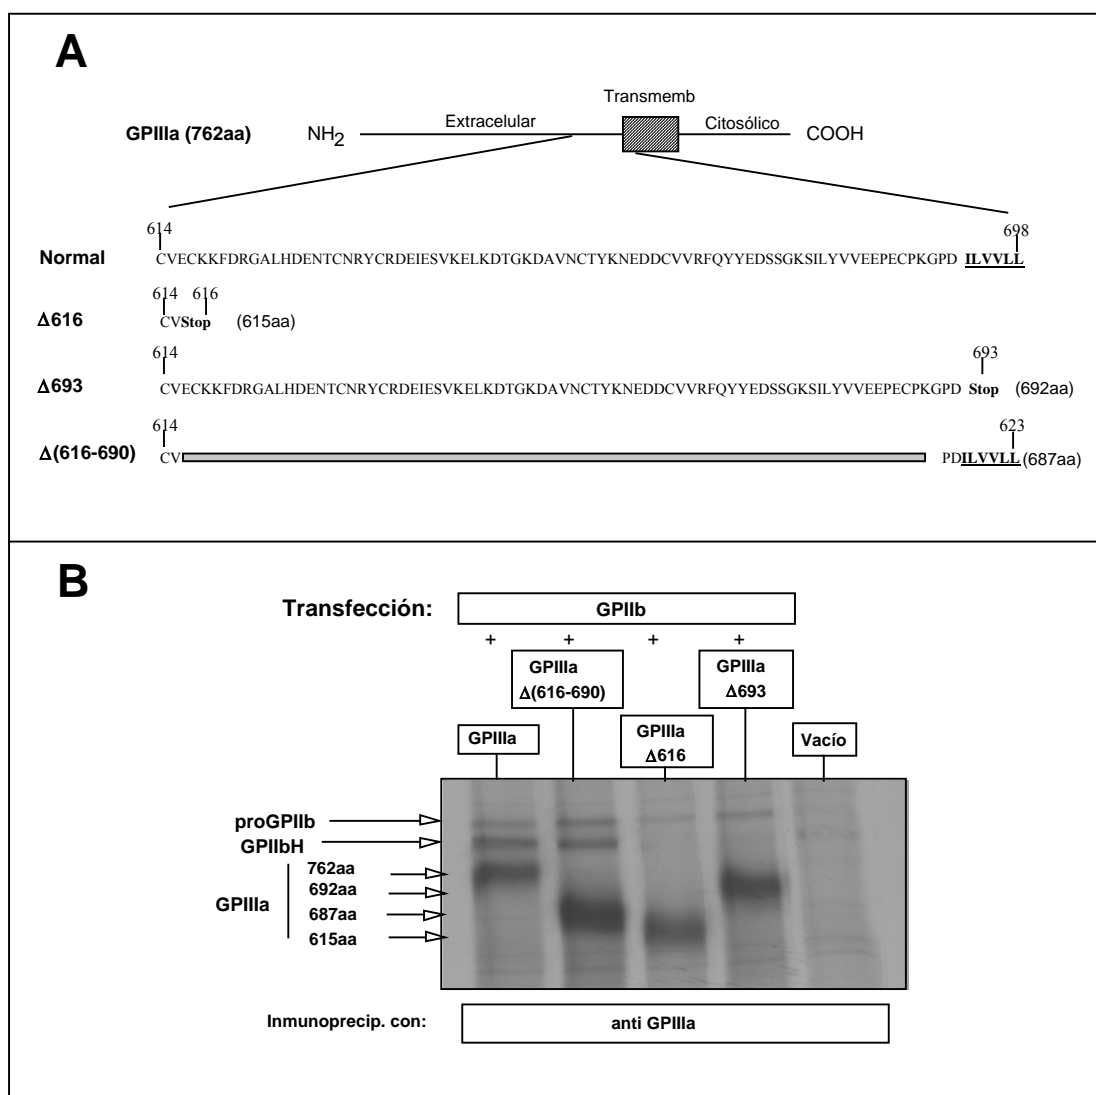 A
Transmemb
GPIIIa (762aa) NH2 Extracelular Citosólico COOH
614 698
Normal CVECKKFDRGALHDENTCNRYCRDEIESVKELKDTGKDAVNCTYKNEDDCVVRFQYYEDSSGKSILYVVEEPECPKGPD ILVVLL
614 616
Δ616 CVStop (615aa)
614 693
Δ693 CVECKKFDRGALHDENTCNRYCRDEIESVKELKDTGKDAVNCTYKNEDDCVVRFQYYEDSSGKSILYVVEEPECPKGPD Stop (692aa)
614 623
Δ(616-690) CV PDILVVLL (687aa)
B
Transfección: GPIIb
+ + + +
GPIIIa
Δ(616-690)
GPIIIa
Δ693
GPIIIa
GPIIIa
Δ616
Vacío
proGPIIb
GPIIbH
GPIIIa
762aa
692aa
687aa
615aa
Inmunoprecip. con: anti GPIIIa